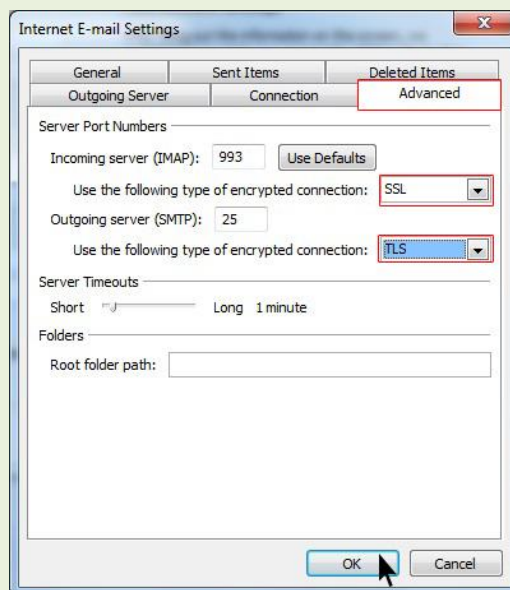 Internet E-mail Settings
General Sent Items Deleted Items
Outgoing Server Connection Advanced
Server Port Numbers
Incoming server (IMAP): 993 Use Defaults
Use the following type of encrypted connection: SSL
Outgoing server (SMTP): 25
Use the following type of encrypted connection: TLS
Server Timeouts
Short Long 1 minute
Folders
Root folder path:
OK Cancel